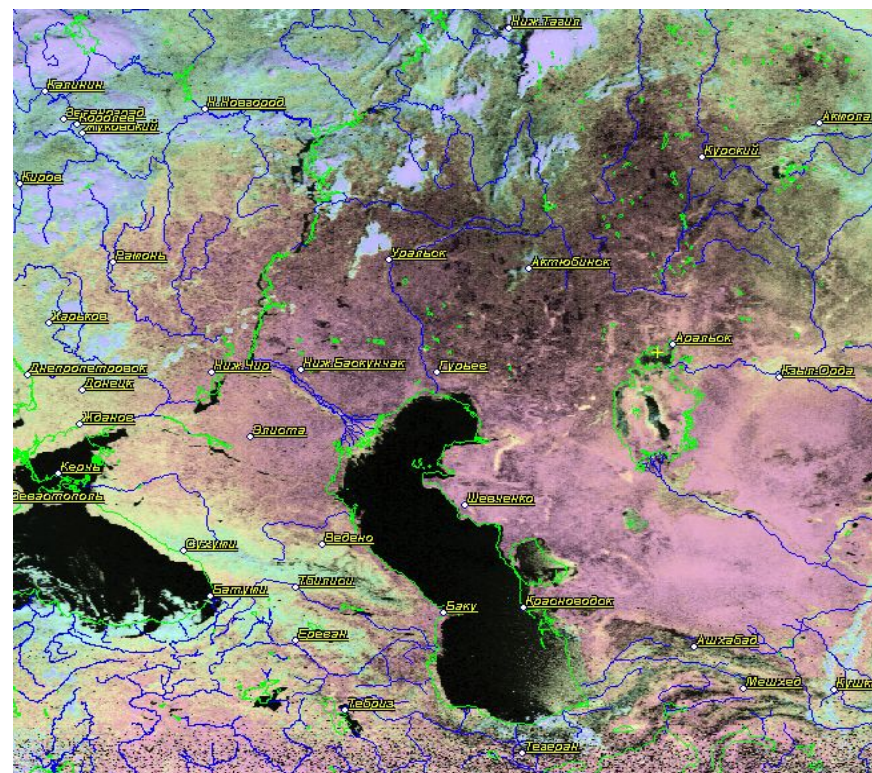 Ниж.Тагил
Калинин
Н.Новгород
Зеленоград
Королев
Жуковский
Акмола
Курский
Киров
Рамонь
Уральск
Актюбинск
Харьков
Аральск
Днепропетровск
Ниж.Чир
Ниж.Баскунчак
Гурьев
Кзыл-Орда
Донецк
Жданов
Элиста
Керчь
Севастополь
Шевченко
Ведено
Сухуми
Тбилиси
Батуми
Баку
Красноводск
Ереван
Ашхабад
Мешхед
Кушк
Тебриз
Тегеран